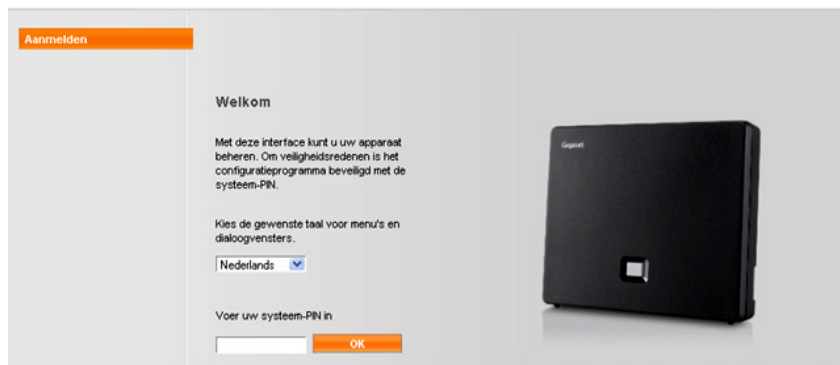 Aanmelden
Welkom
Met deze interface kunt u uw apparaat
beheren. Om veiligheidsredenen is het
configuratieprogramma beveiligd met de
systeem-PIN.
Kies de gewenste taal voor menu's en
dialoogvensters.
Nederlands
Voer uw systeem-PIN in
OK
Gigaset